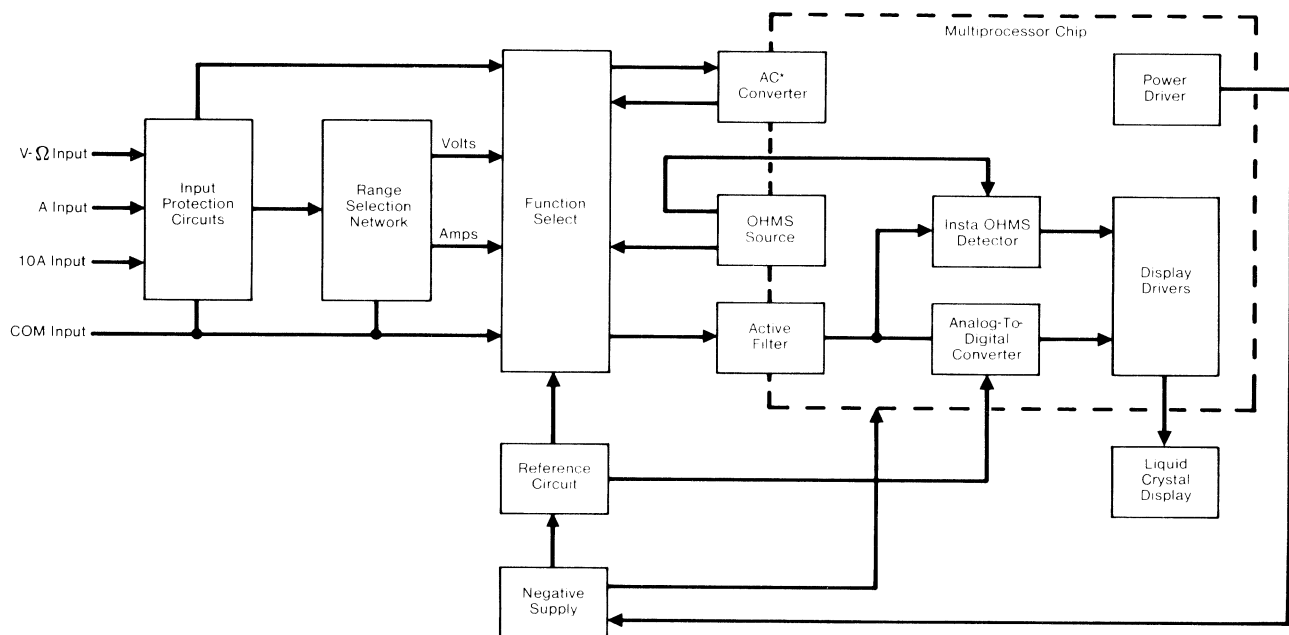 Multiprocessor Chip
AC*
Converter
Power
Driver
V-Ω Input
A Input
10A Input
COM Input
Input
Protection
Circuits
Range
Selection
Network
Volts
Amps
Function
Select
OHMS
Source
Insta OHMS
Detector
Display
Drivers
Active
Filter
Analog-To-
Digital
Converter
Reference
Circuit
Liquid
Crystal
Display
Negative
Supply